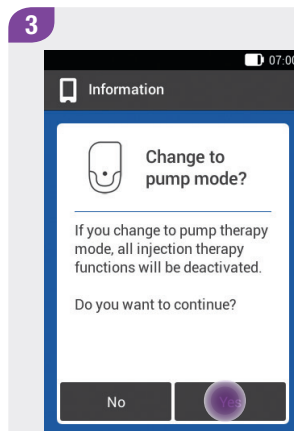 3
07:00
Information
Change to
pump mode?
If you change to pump therapy
mode, all injection therapy
functions will be deactivated.
Do you want to continue?
No
Yes